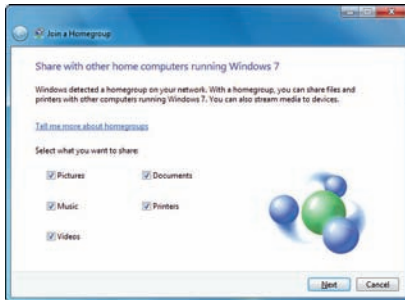 Join a Homegroup
Share with other home computers running Windows 7
Windows detected a homegroup on your network. With a homegroup, you can share files and
printers with other computers running Windows 7. You can also stream media to devices.
Tell me more about homegroups
Select what you want to share:
Pictures
Documents
Music
Printers
Videos
Next
Cancel